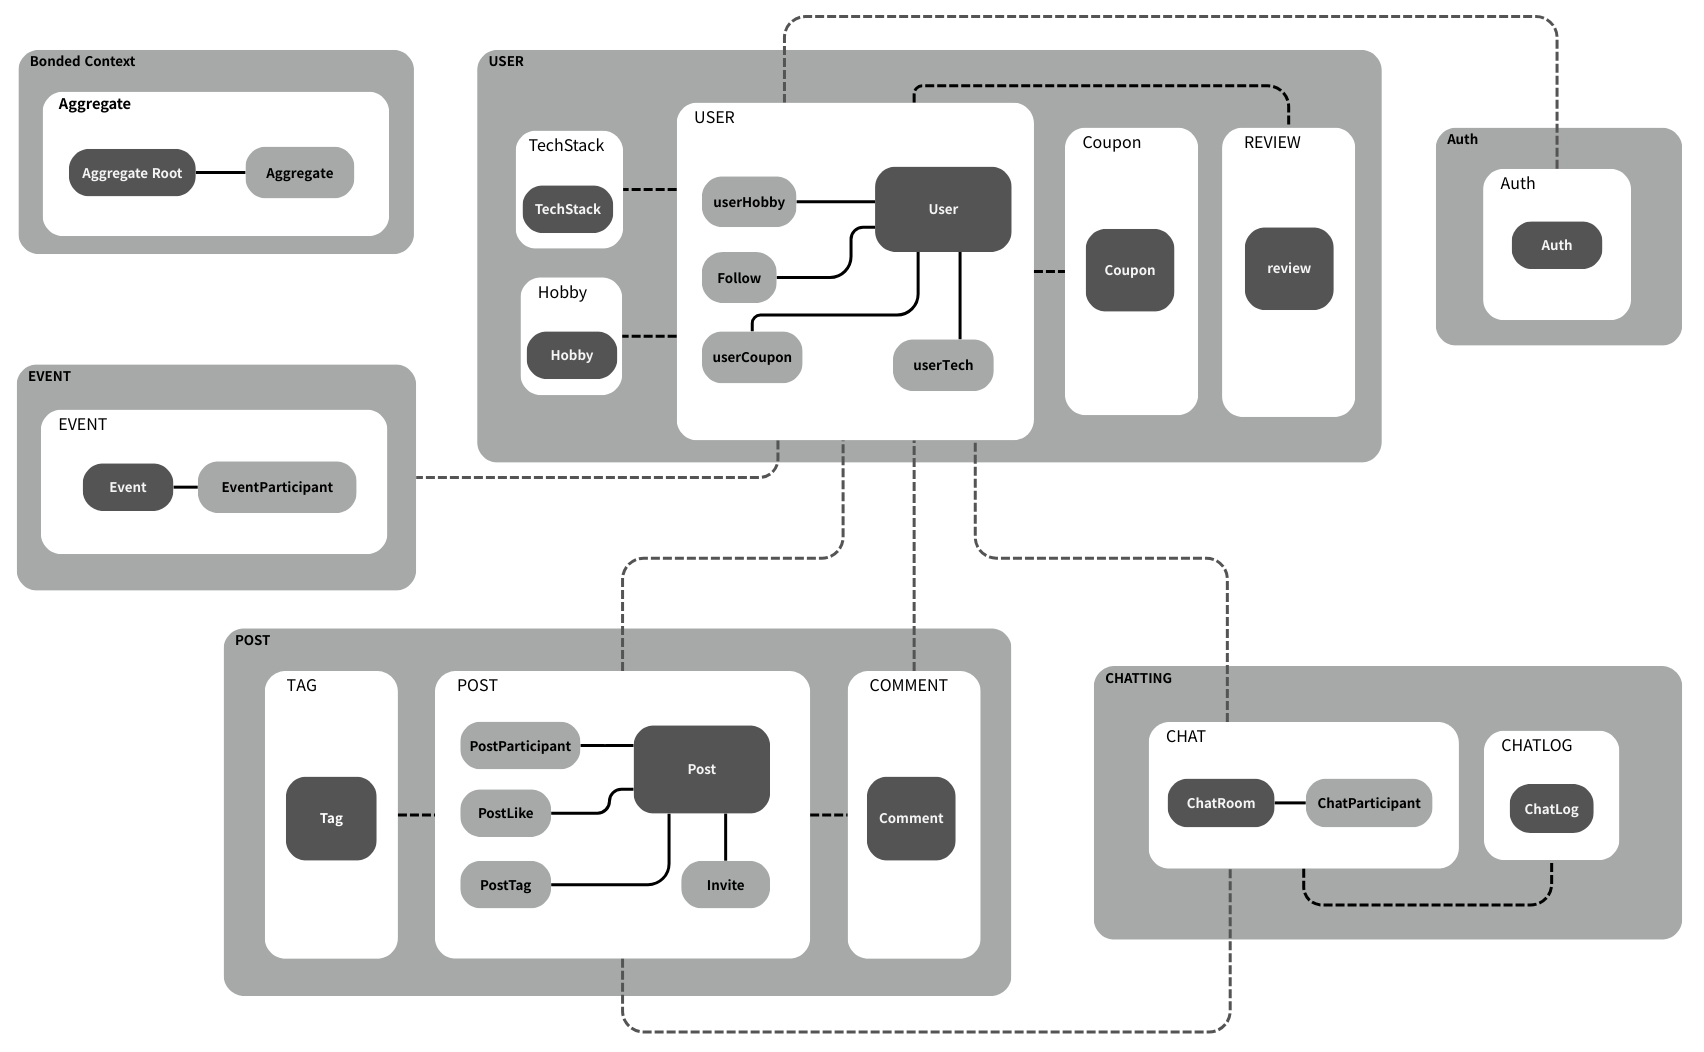 Bonded Context
Aggregate
Aggregate Root
Aggregate
USER
USER
TechStack
TechStack
Hobby
Hobby
userHobby
User
Follow
userCoupon
userTech
Coupon
Coupon
REVIEW
review
Auth
Auth
Auth
EVENT
EVENT
Event
EventParticipant
POST
TAG
Tag
POST
PostParticipant
Post
PostLike
PostTag
Invite
COMMENT
Comment
CHATTING
CHAT
ChatRoom
ChatParticipant
CHATLOG
ChatLog